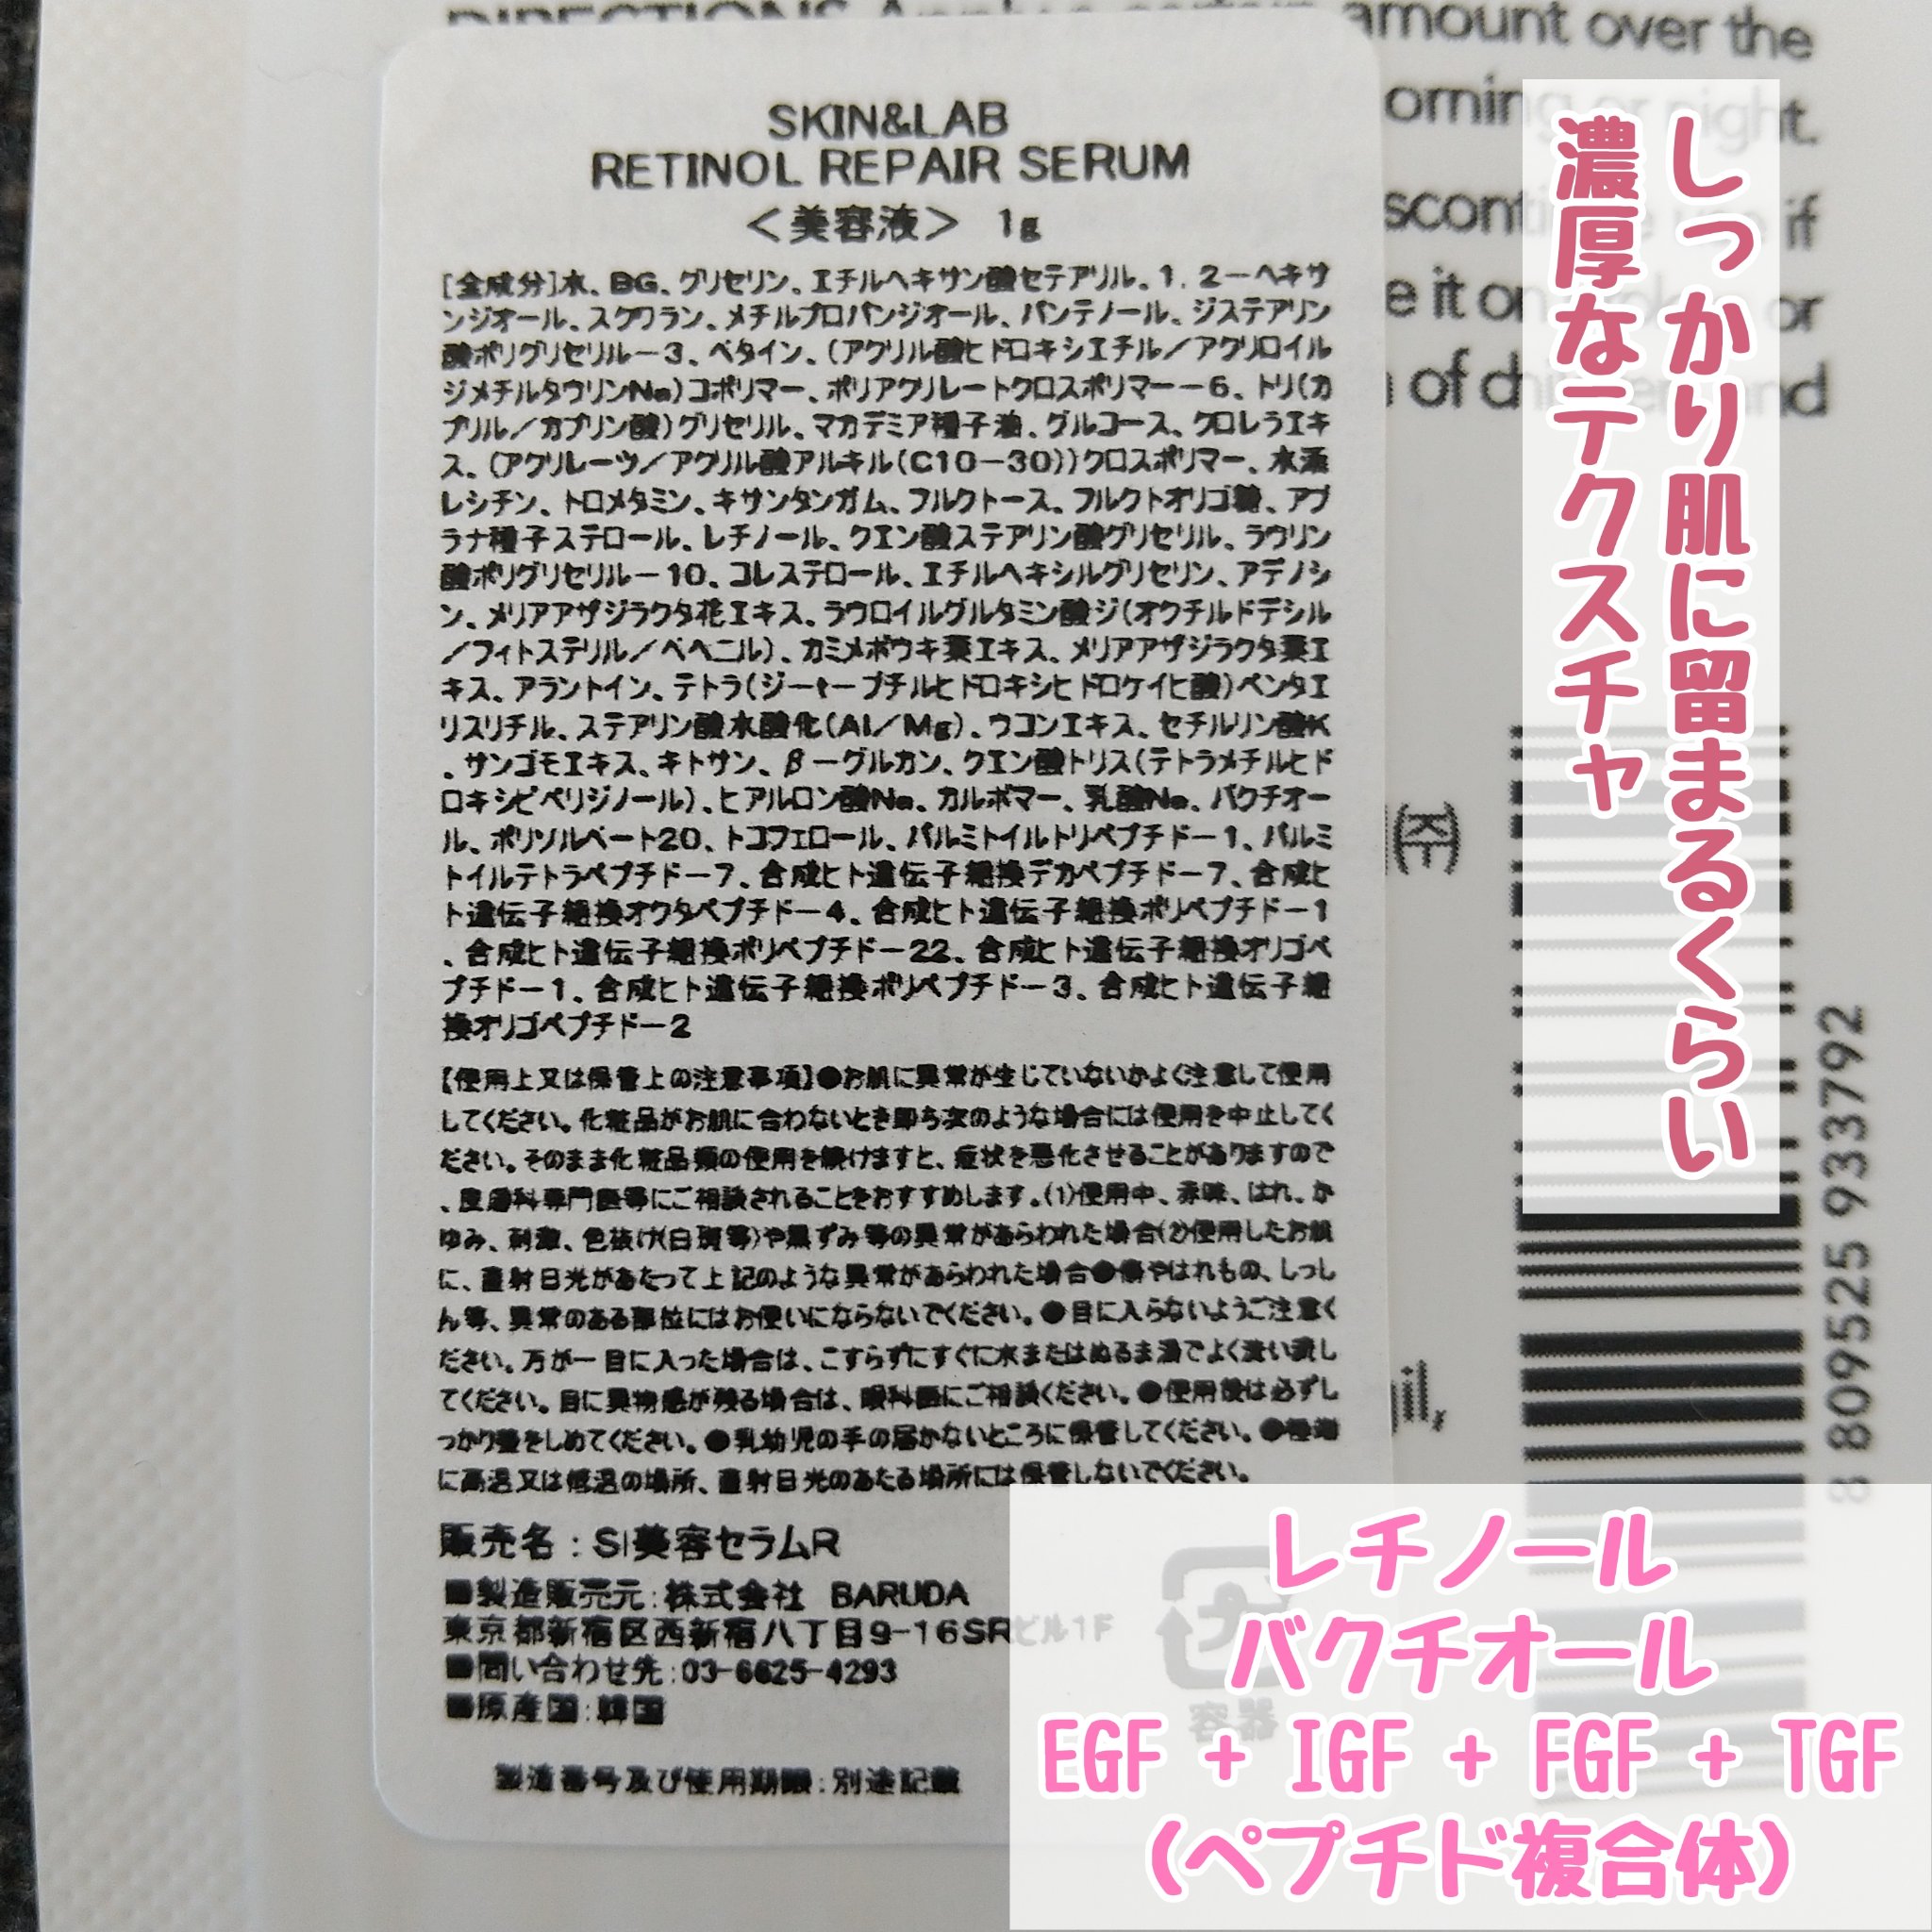 DIRECTIONS
amount over the
SKIN&LAB
RETINOL REPAIR SERUM
＜美容液＞ 1g
[全成分]水、BG、グリセリン、エチルヘキサン酸セテアリル、1,2－ヘキサ
ンジオール、スクワラン、メチルプロパンジオール、パンテノール、ジステアリン
酸ポリグリセリル－3、ベタイン、(アクリル酸ヒドロキシエチル／アクリロイル
ジメチルタウリンNa)コポリマー、ポリアクリレートクロスポリマー－6、トリ(カ
プリル／カプリン酸)グリセリル、マカデミア種子油、グルコース、クロレラエキ
ス、(アクリレーツ／アクリル酸アルキル(C10－30))クロスポリマー、水添
レシチン、トロメタミン、キサンタンガム、フルクトース、フルクトオリゴ糖、アブ
ラナ種子ステロール、レチノール、クエン酸ステアリン酸グリセリル、ラウリン
酸ポリグリセリル－10、コレステロール、エチルヘキシルグリセリン、アデノシ
ン、メリアアザジラクタ花エキス、ラウロイルグルタミン酸ジ(オクチルドデシル
／フィトステリル／ベヘニル)、カミメボウキ葉エキス、メリアアザジラクタ葉エ
キス、アラントイン、テトラ(ジ－t－ブチルヒドロキシヒドロケイヒ酸)ペンタエ
リスリチル、ステアリン酸水酸化(Al／Mg)、ウコンエキス、セチルリン酸K
、サンゴモエキス、キトサン、β－グルカン、クエン酸トリス(テトラメチルヒド
ロキシピペリジノール)、ヒアルロン酸Na、カルボマー、乳酸Na、バクチオー
ル、ポリソルベート20、トコフェロール、パルミトイルトリペプチド－1、パルミ
トイルテトラペプチド－7、合成ヒト遺伝子組換デカペプチド－7、合成ヒ
ト遺伝子組換オクタペプチド－4、合成ヒト遺伝子組換ポリペプチド－1
、合成ヒト遺伝子組換ポリペプチド－22、合成ヒト遺伝子組換オリゴペ
プチド－1、合成ヒト遺伝子組換ポリペプチド－3、合成ヒト遺伝子組
換オリゴペプチド－2
【使用上又は保管上の注意事項】●お肌に異常が生じていないかよく注意して使用
してください。化粧品がお肌に合わないとき即ち次のような場合には使用を中止してく
ださい。そのまま化粧品類の使用を続けますと、症状を悪化させることがありますので
、皮膚科専門医等にご相談されることをおすすめします。(1)使用中、赤味、はれ、か
ゆみ、刺激、色抜け(白斑等)や黒ずみ等の異常があらわれた場合(2)使用したお肌
に、直射日光があたって上記のような異常があらわれた場合●傷やはれもの、しっし
ん等、異常のある部位にはお使いにならないでください。●目に入らないようご注意く
ださい。万が一目に入った場合は、こすらずにすぐに水またはぬるま湯でよく洗い流し
てください。目に異物感が残る場合は、眼科医にご相談ください。●使用後は必ずし
っかり蓋をしめてください。●乳幼児の手の届かないところに保管してください。●極端
に高温又は低温の場所、直射日光のあたる場所には保管しないでください。
販売名：SI美容セラムR
■製造販売元：株式会社 BARUDA
東京都新宿区西新宿八丁目9-16SRビル1F
■問い合わせ先：03-6625-4293
■原産国：韓国
製造番号及び使用期限：別途記載
プ
容器
(주)
8 809525 933792
しっかり肌に留まるくらい
濃厚なテクスチャ
レチノール
バクチオール
EGF + IGF + FGF + TGF
(ペプチド複合体)